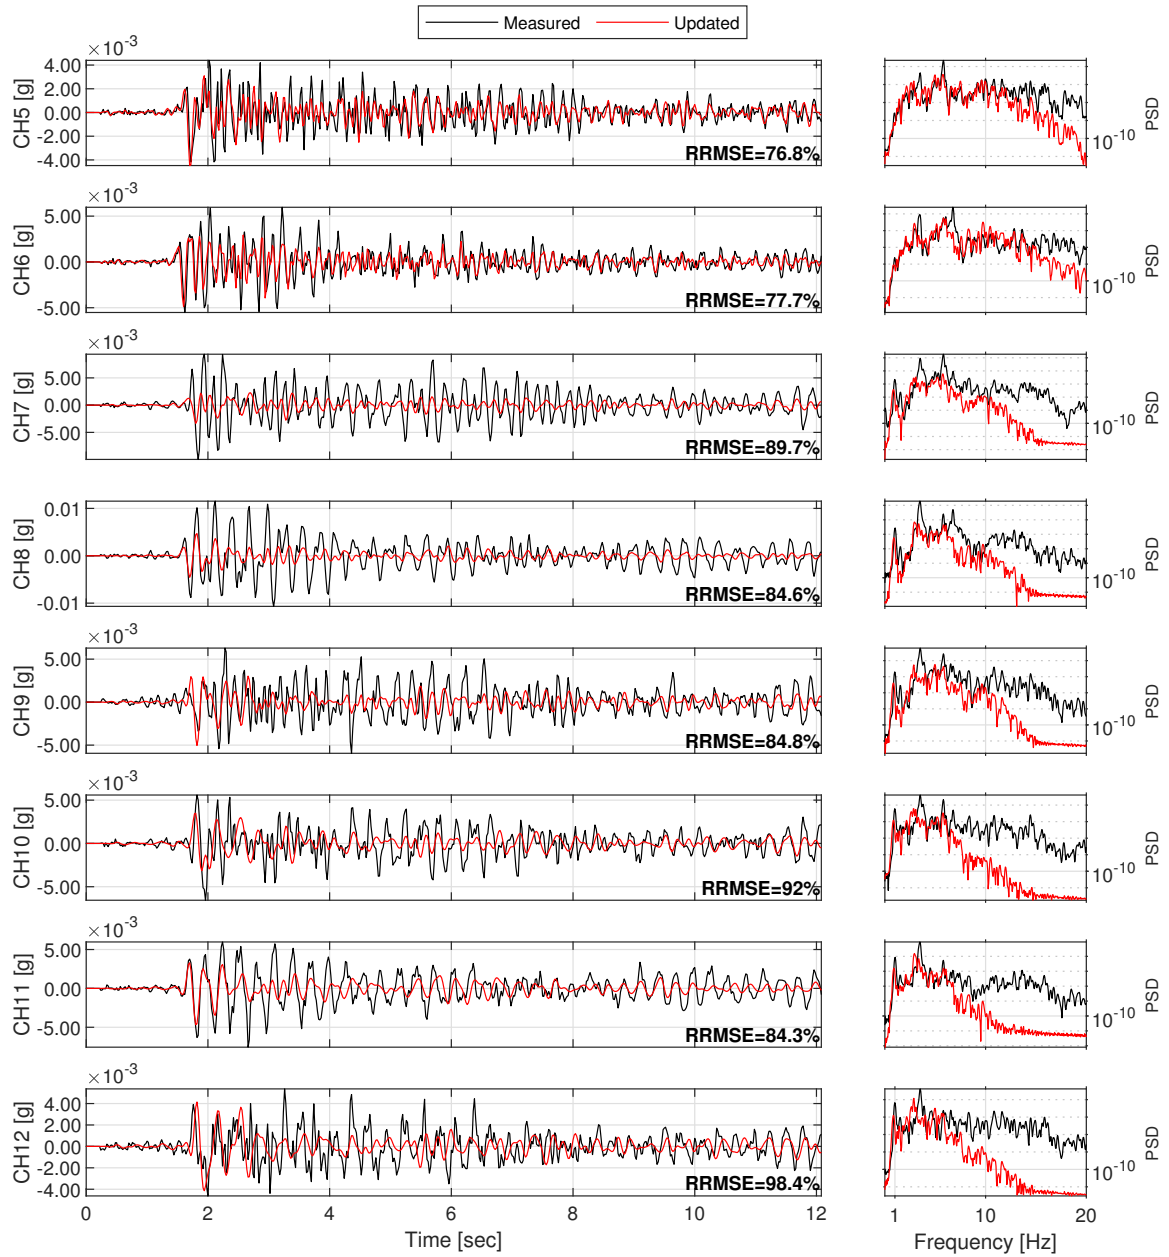 Measured Updated
×10-3
4.00
2.00
0.00
-2.00
-4.00
CH5 [g]
RRMSE=76.8%
10-10
PSD
×10-3
5.00
0.00
-5.00
CH6 [g]
RRMSE=77.7%
10-10
PSD
×10-3
5.00
0.00
-5.00
CH7 [g]
RRMSE=89.7%
10-10
PSD
0.01
0.00
-0.01
CH8 [g]
RRMSE=84.6%
10-10
PSD
×10-3
5.00
0.00
-5.00
CH9 [g]
RRMSE=84.8%
10-10
PSD
×10-3
5.00
0.00
-5.00
CH10 [g]
RRMSE=92%
10-10
PSD
×10-3
5.00
0.00
-5.00
CH11 [g]
RRMSE=84.3%
10-10
PSD
×10-3
4.00
2.00
0.00
-2.00
-4.00
CH12 [g]
RRMSE=98.4%
10-10
PSD
0 2 4 6 8 10 12
Time [sec]
1 10 20
Frequency [Hz]